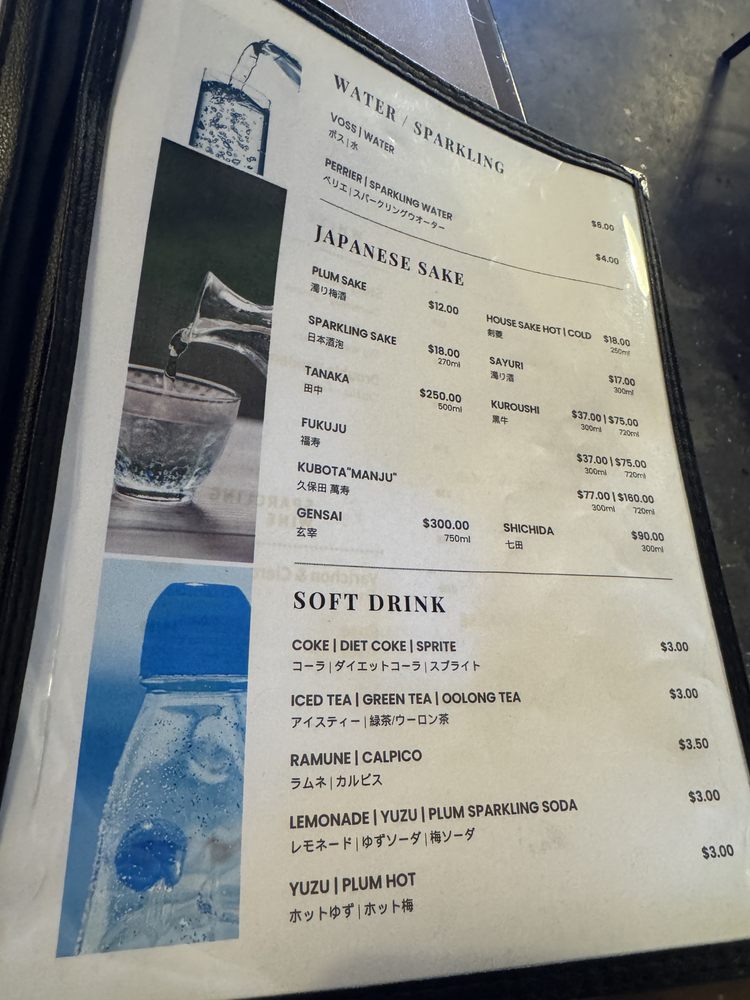 WATER / SPARKLING
VOSS | WATER
ボス | 水
$6.00
PERRIER | SPARKLING WATER
ペリエ | スパークリングウオーター
$4.00
JAPANESE SAKE
PLUM SAKE $12.00
濁り梅酒
HOUSE SAKE HOT | COLD $18.00
剣菱 250ml
SPARKLING SAKE $18.00
日本酒泡 270ml
SAYURI $17.00
濁り酒 300ml
TANAKA $250.00
田中 500ml
KUROUSHI $37.00 | $75.00
黒牛 300ml 720ml
FUKUJU $37.00 | $75.00
福寿 300ml 720ml
KUBOTA"MANJU" $77.00 | $160.00
久保田 萬寿 300ml 720ml
GENSAI $300.00
玄宰 750ml
SHICHIDA $90.00
七田 300ml
SOFT DRINK
COKE | DIET COKE | SPRITE $3.00
コーラ | ダイエットコーラ | スプライト
ICED TEA | GREEN TEA | OOLONG TEA $3.00
アイスティー | 緑茶/ウーロン茶
RAMUNE | CALPICO $3.50
ラムネ | カルピス
LEMONADE | YUZU | PLUM SPARKLING SODA $3.00
レモネード | ゆずソーダ | 梅ソーダ
YUZU | PLUM HOT $3.00
ホットゆず | ホット梅